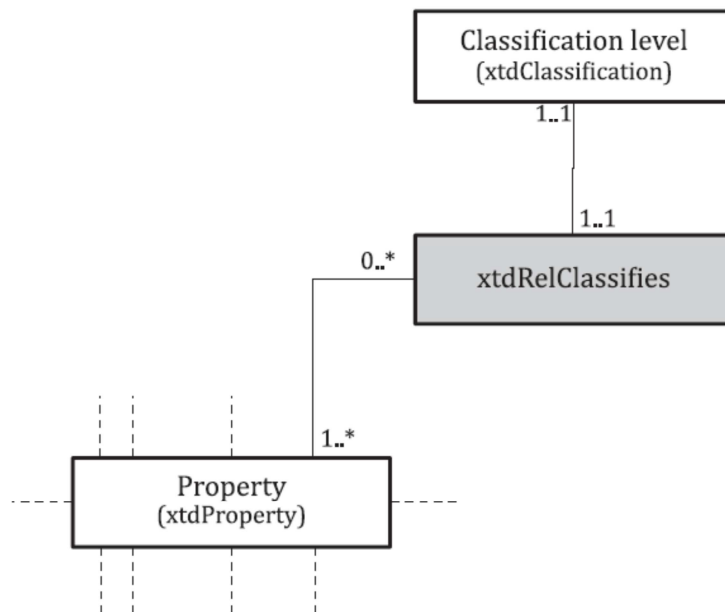 Classification level
(xtdClassification)
1..1
1..1
0..*
xtdRelClassifies
1..*
Property
(xtdProperty)